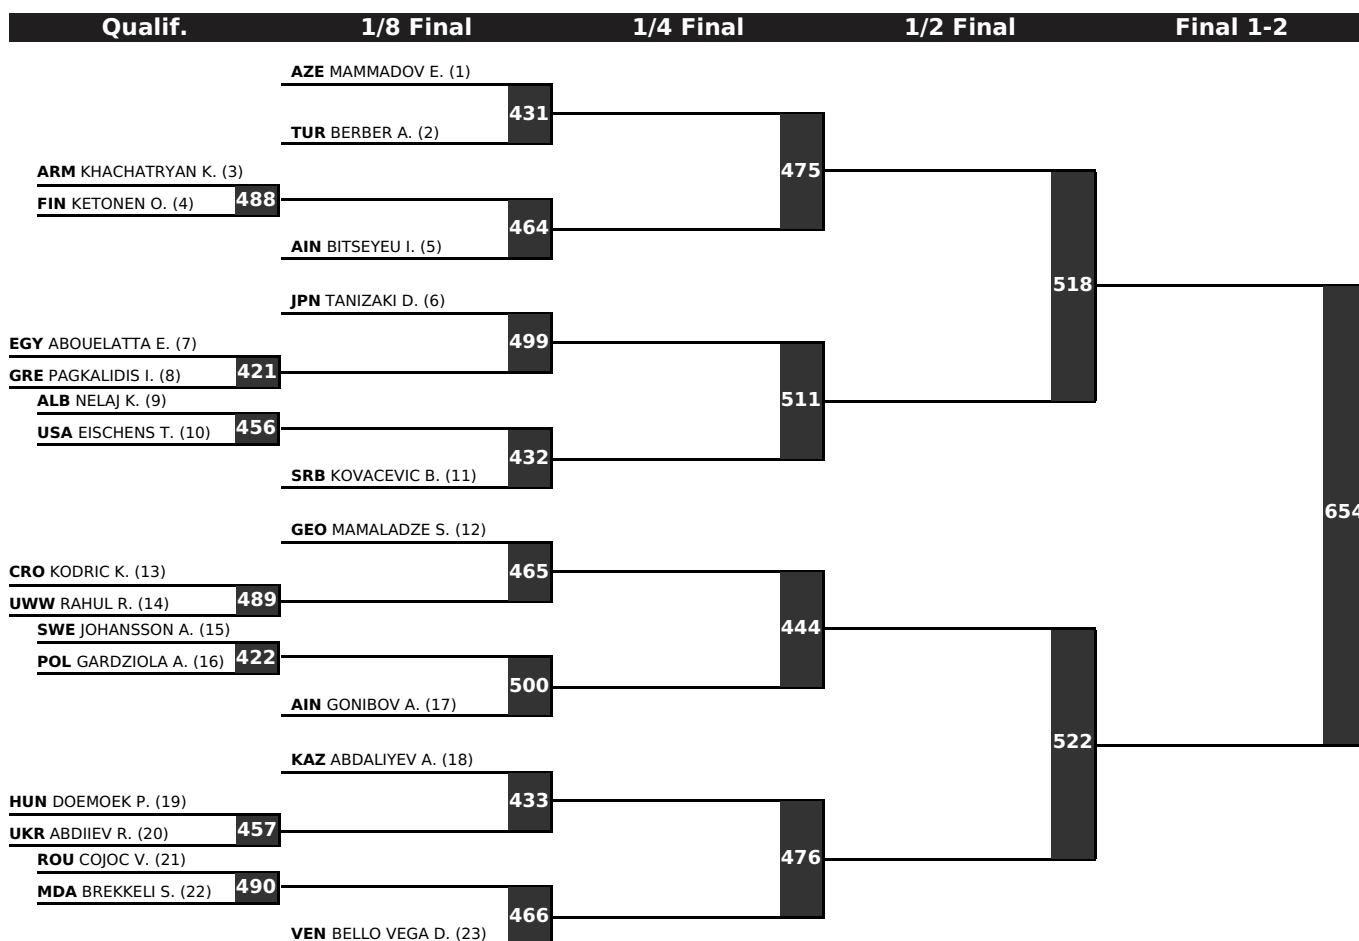 Qualif. 1/8 Final 1/4 Final 1/2 Final Final 1-2
AZE MAMMADOV E. (1)
431
TUR BERBER A. (2)
475
ARM KHACHATRYAN K. (3)
488
FIN KETONEN O. (4)
464
AIN BITSEYEU I. (5)
518
JPN TANIZAKI D. (6)
499
EGY ABOUELATTA E. (7)
421
GRE PAGKALIDIS I. (8)
511
ALB NELAJ K. (9)
456
USA EISCHENS T. (10)
432
SRB KOVACEVIC B. (11)
654
GEO MAMALADZE S. (12)
465
CRO KODRIC K. (13)
489
UWW RAHUL R. (14)
444
SWE JOHANSSON A. (15)
422
POL GARDZIOLA A. (16)
500
AIN GONIBOV A. (17)
522
KAZ ABDALIYEV A. (18)
433
HUN DOEMOEK P. (19)
457
UKR ABDIIEV R. (20)
476
ROU COJOC V. (21)
490
MDA BREKKELI S. (22)
466
VEN BELLO VEGA D. (23)